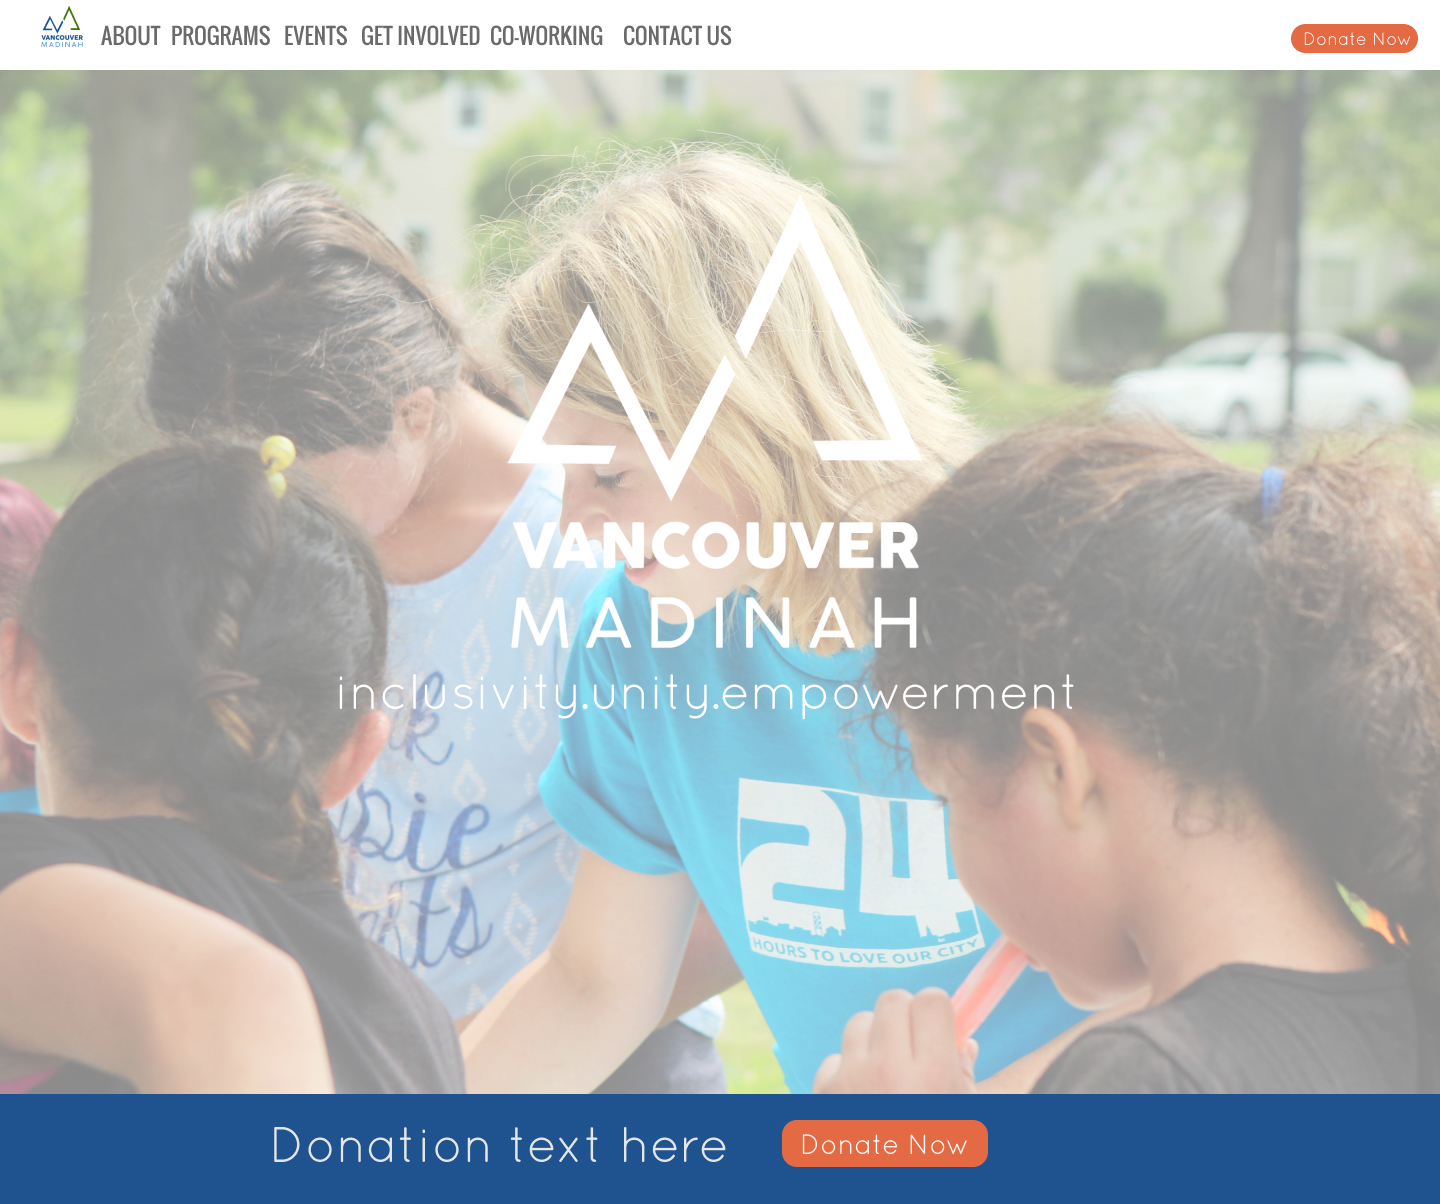 VANCOUVER
MADINAH
ABOUT PROGRAMS EVENTS GET INVOLVED CO-WORKING CONTACT US
Donate Now
VANCOUVER
MADINAH
inclusivity.unity.empowerment
24
HOURS TO LOVE OUR CITY
Donation text here
Donate Now